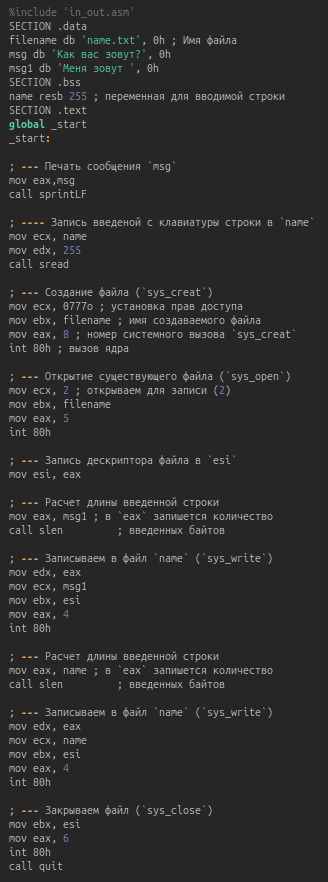 %include 'in_out.asm'
SECTION .data
filename db 'name.txt', 0h ; Имя файла
msg db 'Как вас зовут?', 0h
msg1 db 'Меня зовут ', 0h
SECTION .bss
name resb 255 ; переменная для вводимой строки
SECTION .text
global _start
_start:

; --- Печать сообщения `msg`
mov eax,msg
call sprintLF

; ---- Запись введеной с клавиатуры строки в `name`
mov ecx, name
mov edx, 255
call sread

; --- Создание файла (`sys_creat`)
mov ecx, 0777o ; установка прав доступа
mov ebx, filename ; имя создаваемого файла
mov eax, 8 ; номер системного вызова `sys_creat`
int 80h ; вызов ядра

; --- Открытие существующего файла (`sys_open`)
mov ecx, 2 ; открываем для записи (2)
mov ebx, filename
mov eax, 5
int 80h

; --- Запись дескриптора файла в `esi`
mov esi, eax

; --- Расчет длины введенной строки
mov eax, msg1 ; в `eax` запишется количество
call slen ; введенных байтов

; --- Записываем в файл `name` (`sys_write`)
mov edx, eax
mov ecx, msg1
mov ebx, esi
mov eax, 4
int 80h

; --- Расчет длины введенной строки
mov eax, name ; в `eax` запишется количество
call slen ; введенных байтов

; --- Записываем в файл `name` (`sys_write`)
mov edx, eax
mov ecx, name
mov ebx, esi
mov eax, 4
int 80h

; --- Закрываем файл (`sys_close`)
mov ebx, esi
mov eax, 6
int 80h
call quit